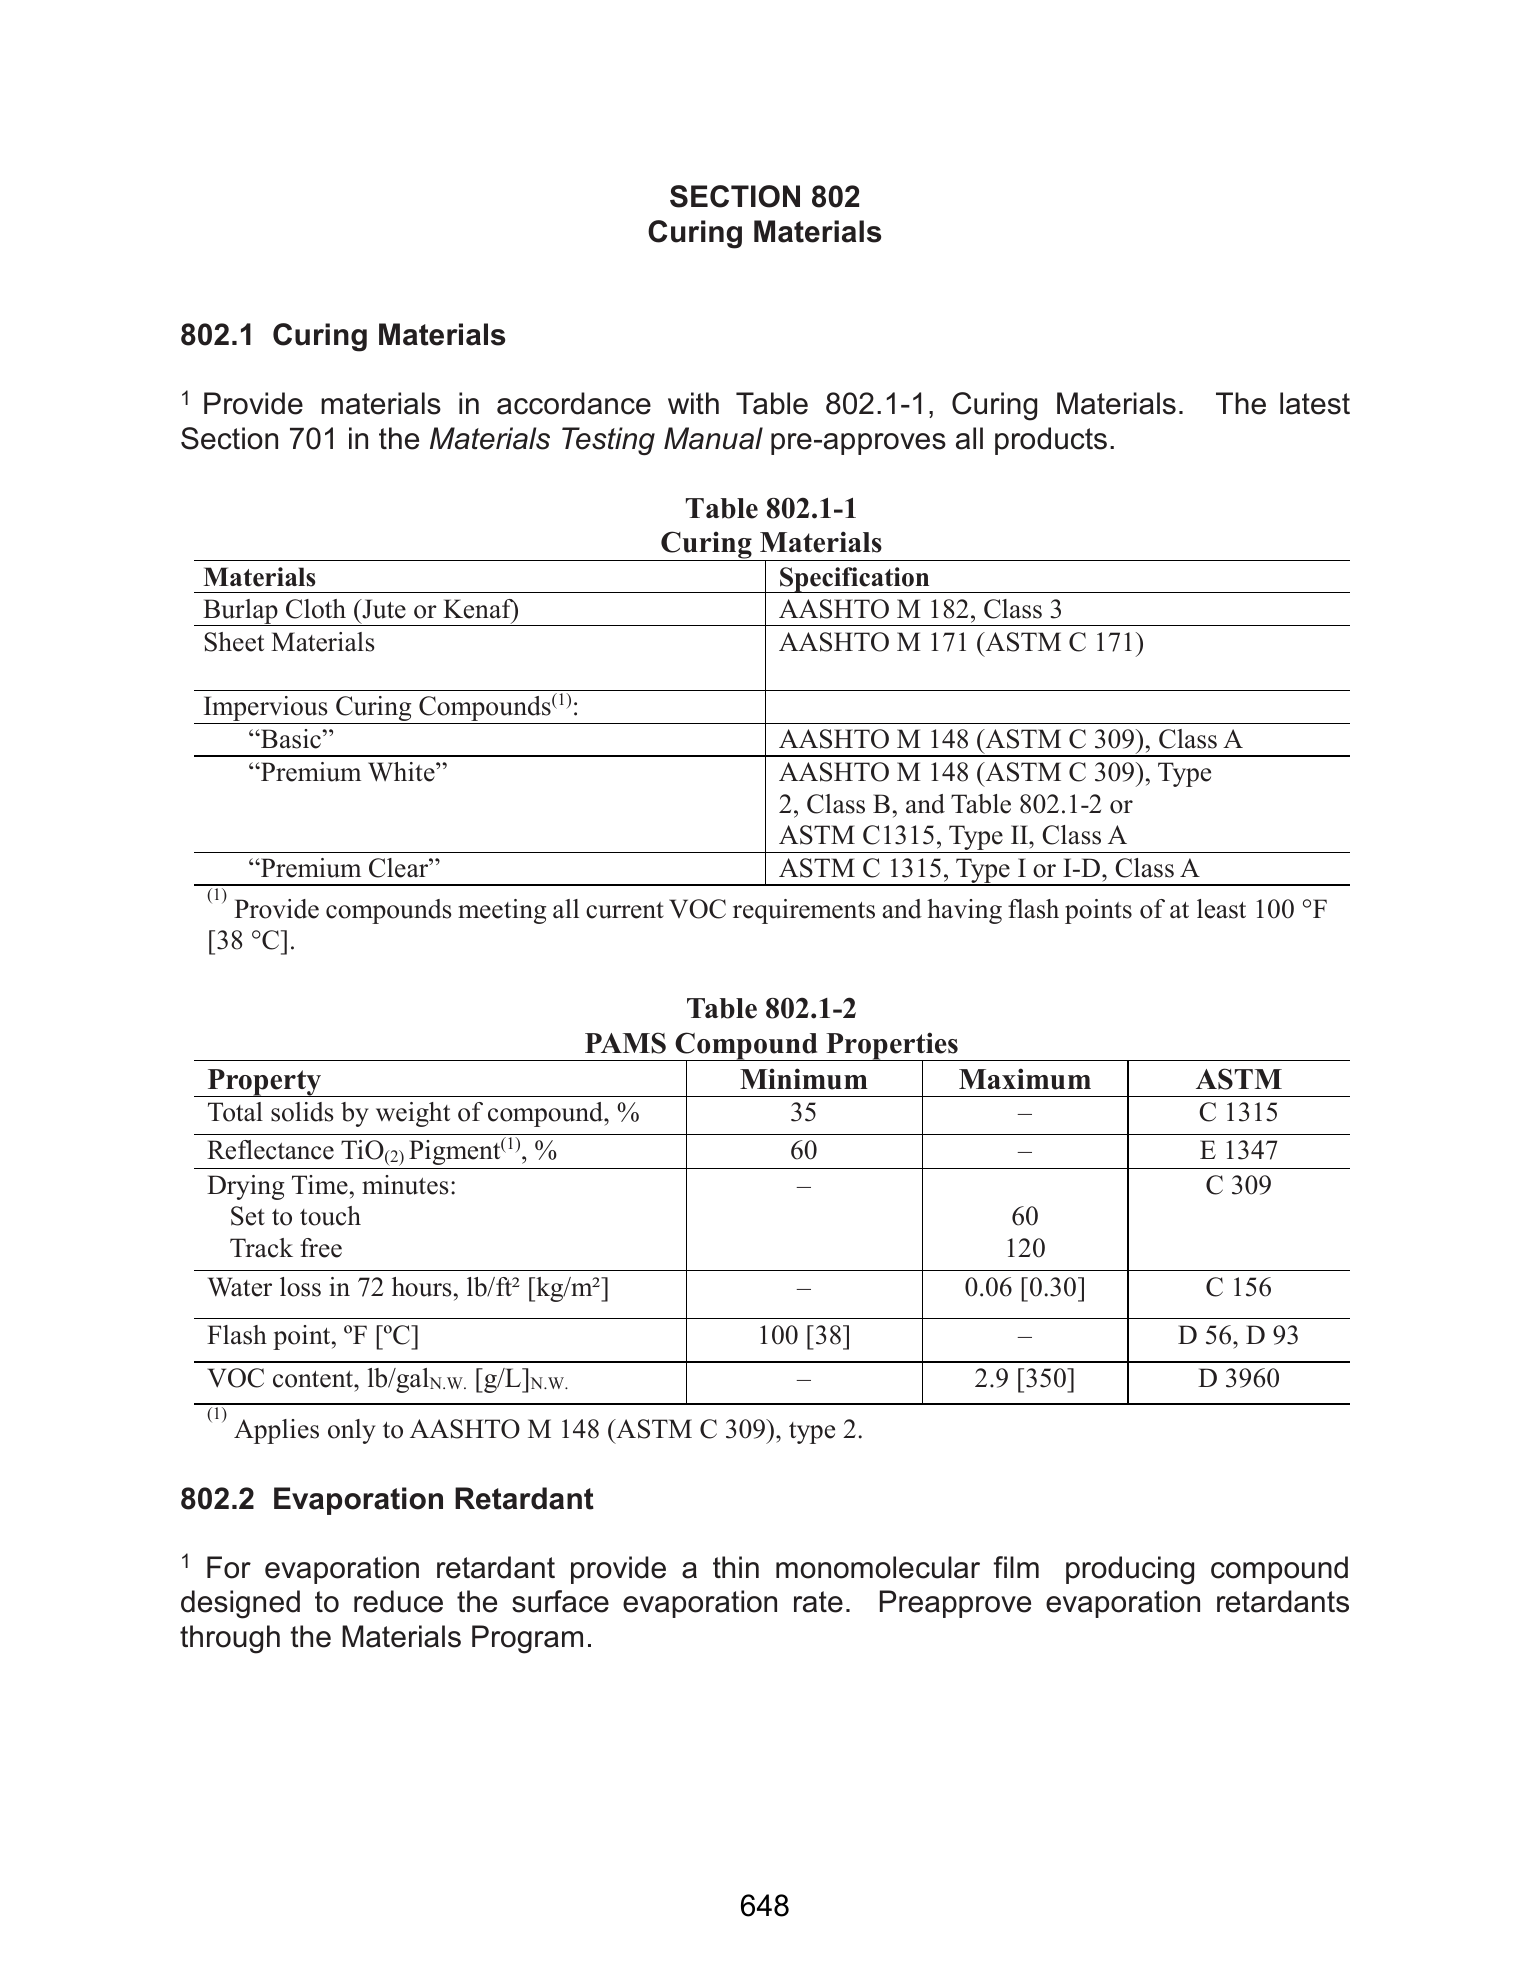 SECTION 802
Curing Materials
802.1 Curing Materials
1 Provide materials in accordance with Table 802.1-1, Curing Materials. The latest
Section 701 in the Materials Testing Manual pre-approves all products.
Table 802.1-1
Curing Materials
Materials Specification
Burlap Cloth (Jute or Kenaf) AASHTO M 182, Class 3
Sheet Materials AASHTO M 171 (ASTM C 171)
Impervious Curing Compounds(1):
“Basic” AASHTO M 148 (ASTM C 309), Class A
“Premium White” AASHTO M 148 (ASTM C 309), Type
2, Class B, and Table 802.1-2 or
ASTM C1315, Type II, Class A
“Premium Clear” ASTM C 1315, Type I or I-D, Class A
(1) Provide compounds meeting all current VOC requirements and having flash points of at least 100 °F
[38 °C].
Table 802.1-2
PAMS Compound Properties
Property Minimum Maximum ASTM
Total solids by weight of compound, % 35 – C 1315
Reflectance TiO(2) Pigment(1), % 60 – E 1347
Drying Time, minutes: – C 309
Set to touch 60
Track free 120
Water loss in 72 hours, lb/ft² [kg/m²] – 0.06 [0.30] C 156
Flash point, ºF [ºC] 100 [38] – D 56, D 93
VOC content, lb/galN.W. [g/L]N.W. – 2.9 [350] D 3960
(1) Applies only to AASHTO M 148 (ASTM C 309), type 2.
802.2 Evaporation Retardant
1 For evaporation retardant provide a thin monomolecular film producing compound
designed to reduce the surface evaporation rate. Preapprove evaporation retardants
through the Materials Program.
648